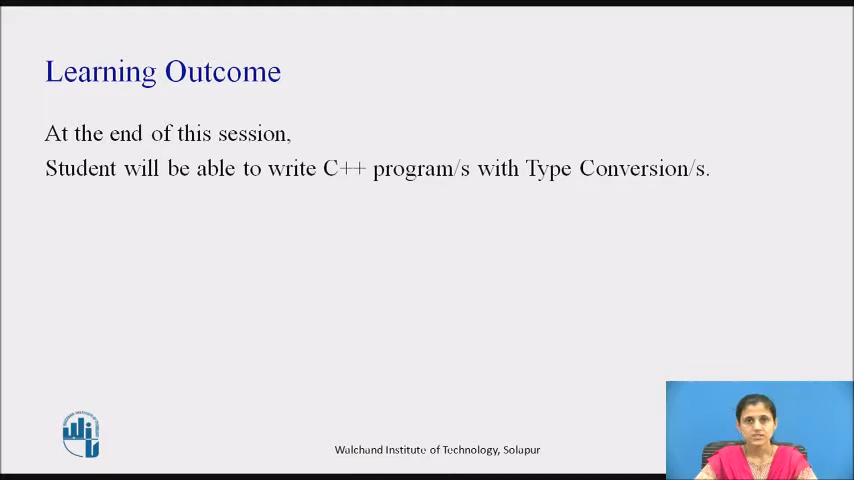 Learning Outcome
At the end of this session,
Student will be able to write C++ program/s with Type Conversion/s.
Walchand Institute of Technology, Solapur